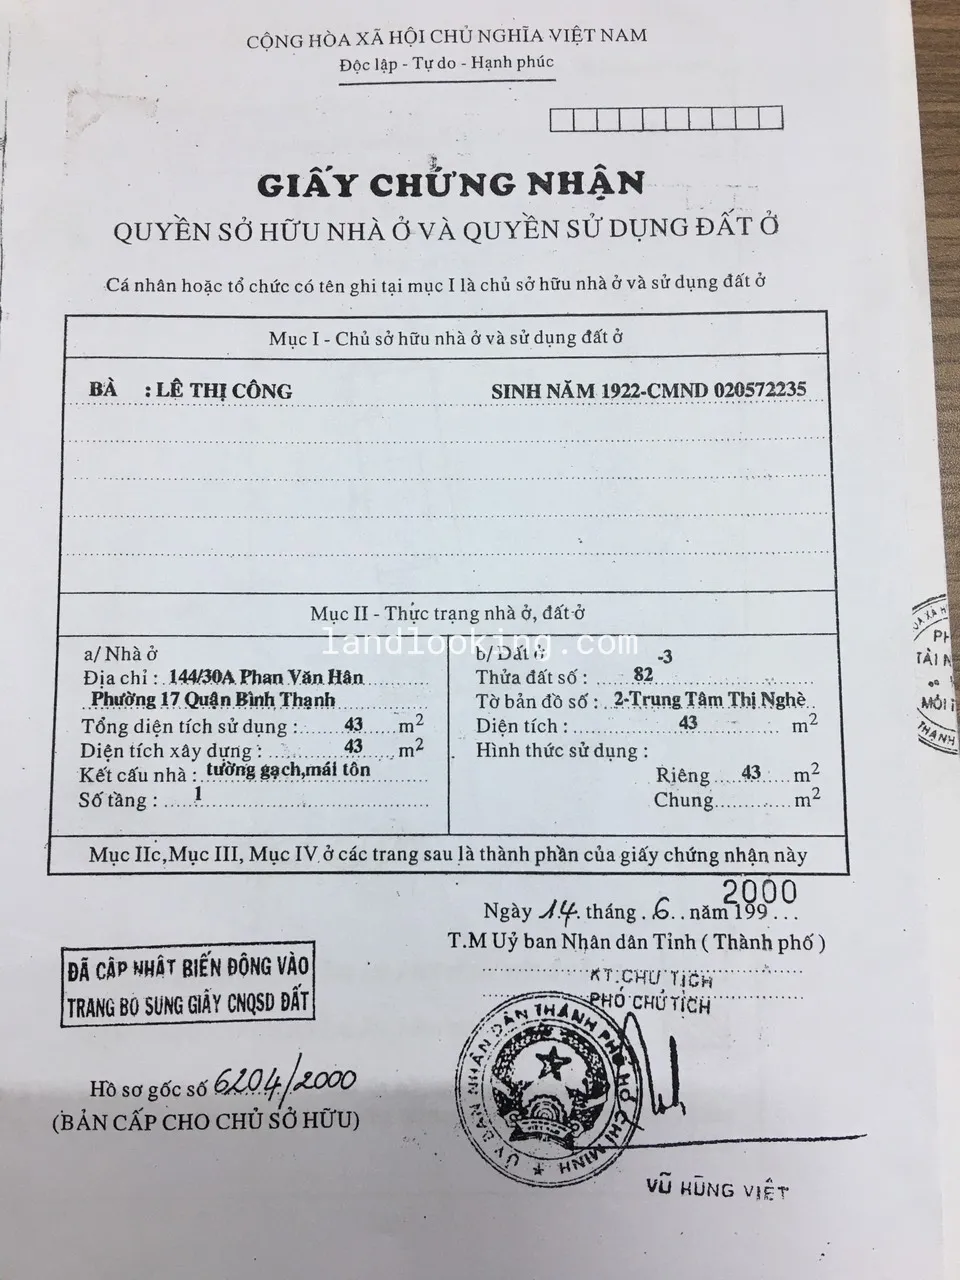 CỘNG HÒA XÃ HỘI CHỦ NGHĨA VIỆT NAM
Độc lập - Tự do - Hạnh phúc
GIẤY CHỨNG NHẬN
QUYỀN SỞ HỮU NHÀ Ở VÀ QUYỀN SỬ DỤNG ĐẤT Ở
Cá nhân hoặc tổ chức có tên ghi tại mục I là chủ sở hữu nhà ở và sử dụng đất ở
Mục I - Chủ sở hữu nhà ở và sử dụng đất ở
BÀ : LÊ THỊ CÔNG SINH NĂM 1922-CMND 020572235
Mục II - Thực trạng nhà ở, đất ở
landlooking.com
a/ Nhà ở
Địa chỉ : 144/30A Phan Văn Hân
Phường 17 Quận Bình Thạnh
Tổng diện tích sử dụng : 43 m2
Diện tích xây dựng : 43 m2
Kết cấu nhà : tường gạch,mái tôn
Số tầng : 1
b/ Đất ở
-3
Thửa đất số : 82
Tờ bản đồ số : 2-Trung Tâm Thị Nghè
Diện tích : 43 m2
Hình thức sử dụng :
Riêng 43 m2
Chung m2
Mục IIc,Mục III, Mục IV ở các trang sau là thành phần của giấy chứng nhận này
2000
Ngày 14 tháng 6 năm 199
T.M Uỷ ban Nhân dân Tỉnh ( Thành phố )
KT.CHỦ TỊCH
PHÓ CHỦ TỊCH
ĐÃ CẬP NHẬT BIẾN ĐỘNG VÀO
TRANG BỔ SUNG GIẤY CNQSD ĐẤT
Hồ sơ gốc số 6204/2000
(BẢN CẤP CHO CHỦ SỞ HỮU)
ỦY BAN NHÂN DÂN THÀNH PHỐ HỒ CHÍ MINH
VŨ HÙNG VIỆT